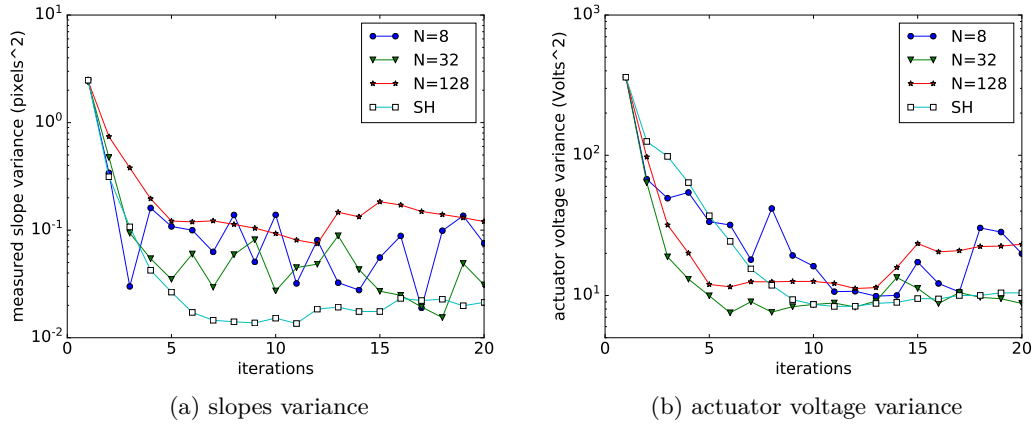 10^1
10^0
10^-1
10^-2
measured slope variance (pixels^2)
0 5 10 15 20
iterations
N=8
N=32
N=128
SH
(a) slopes variance
10^3
10^2
10^1
actuator voltage variance (Volts^2)
0 5 10 15 20
iterations
N=8
N=32
N=128
SH
(b) actuator voltage variance